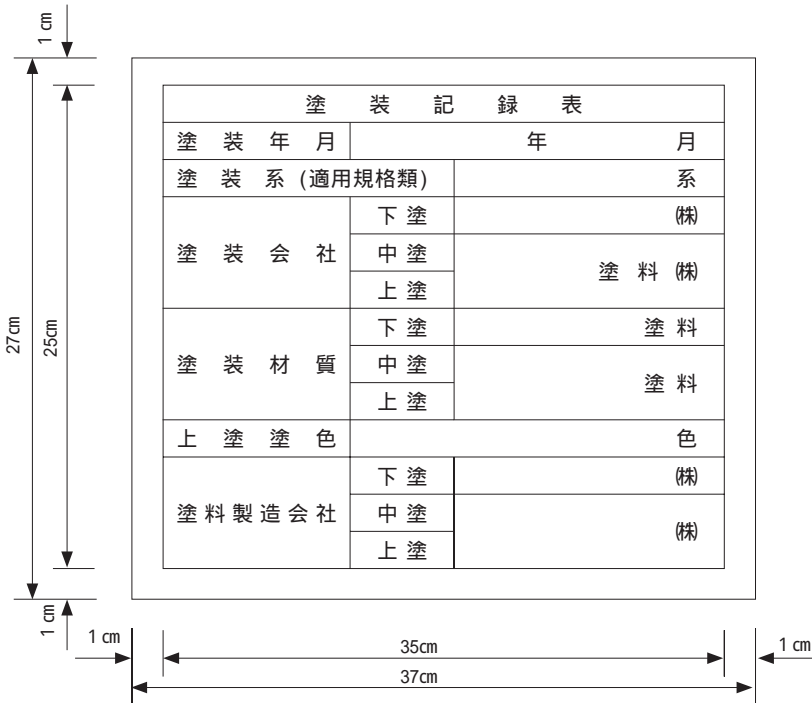 1 cm
塗装記録表
塗装年月 年 月
塗装系(適用規格類) 系
塗装会社 下塗 ㈱
中塗 塗料㈱
上塗
塗装材質 下塗 塗料
中塗 塗料
上塗
上塗塗色 色
塗料製造会社 下塗 ㈱
中塗 ㈱
上塗
27cm
25cm
1 cm
1 cm
35cm
1 cm
37cm